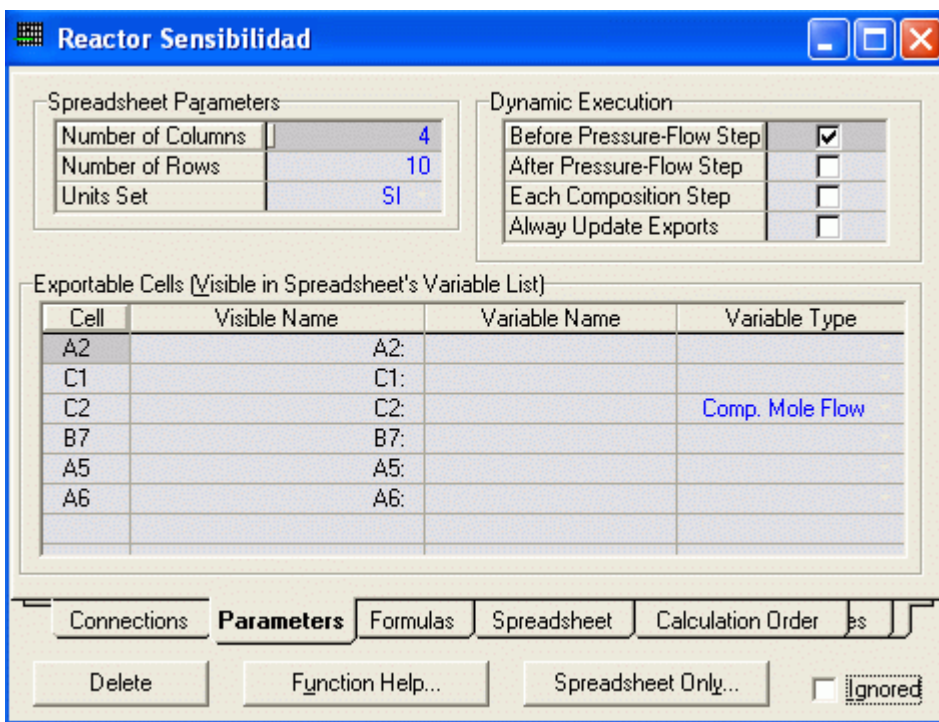 Reactor Sensibilidad
Spreadsheet Parameters
Number of Columns 4
Number of Rows 10
Units Set SI
Dynamic Execution
Before Pressure-Flow Step
After Pressure-Flow Step
Each Composition Step
Alway Update Exports
Exportable Cells (Visible in Spreadsheet's Variable List)
Cell Visible Name Variable Name Variable Type
A2 A2:
C1 C1:
C2 C2: Comp. Mole Flow
B7 B7:
A5 A5:
A6 A6:
Connections Parameters Formulas Spreadsheet Calculation Order es
Delete Function Help... Spreadsheet Only... Ignored